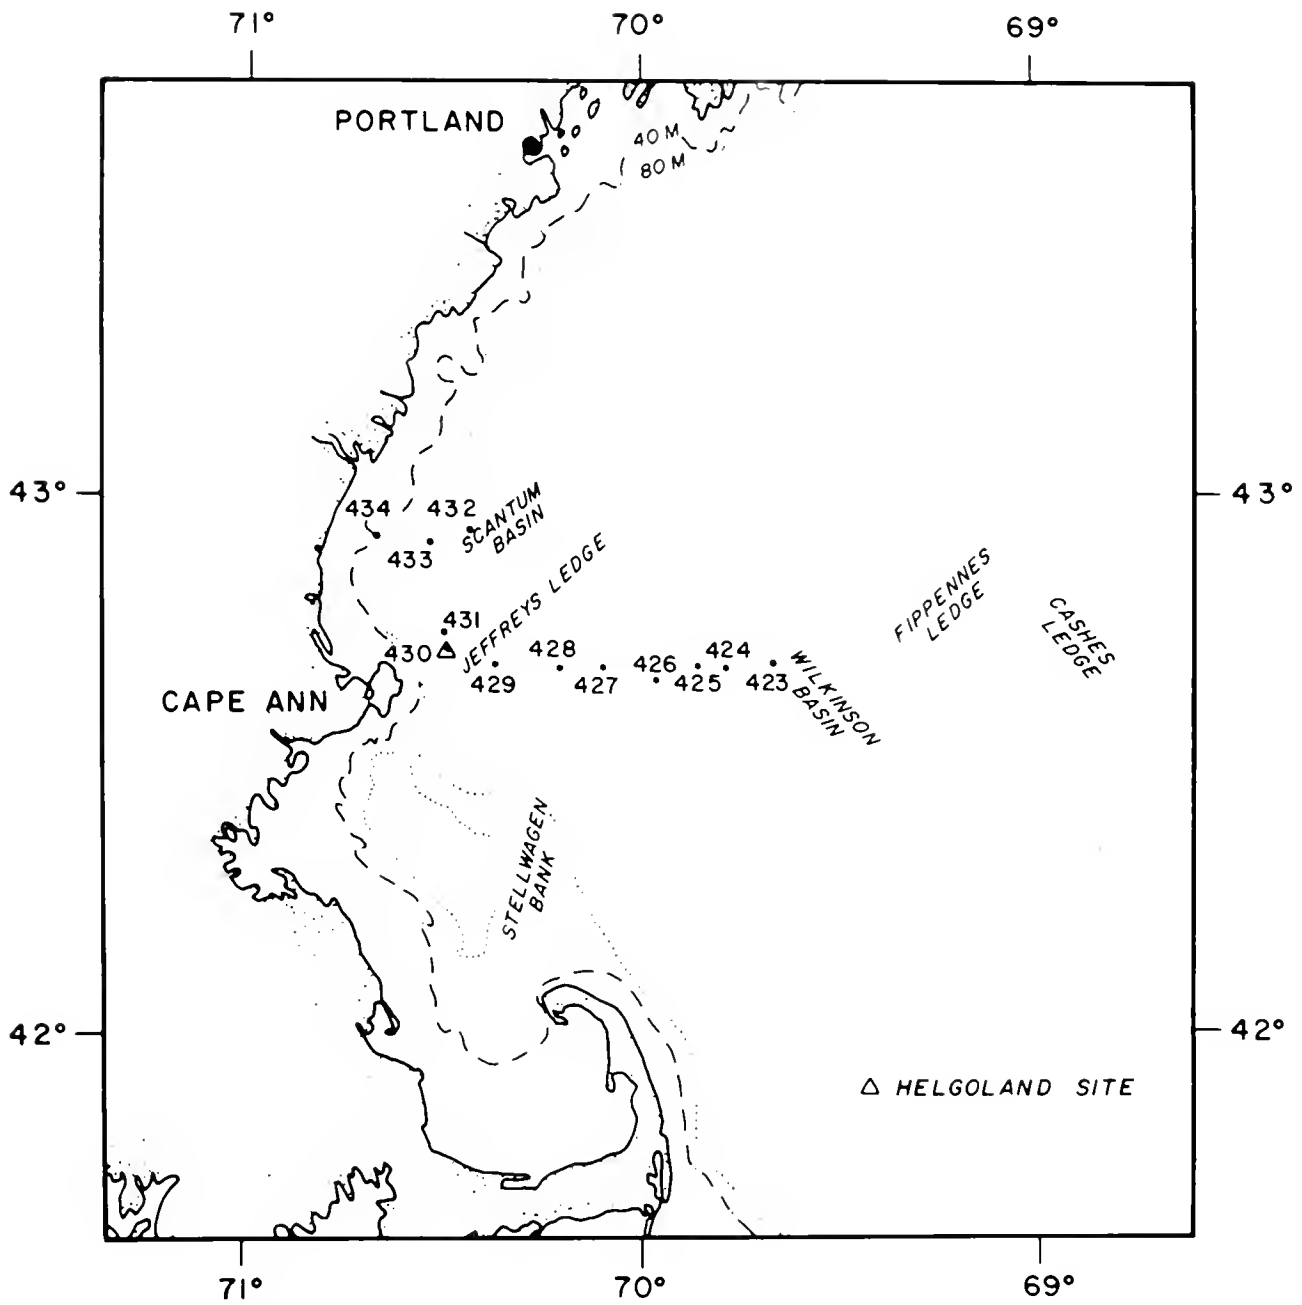 71° 70° 69°
PORTLAND
40 M
80 M
43° 43°
434 432
433
SCANTUM
BASIN
JEFFREYS LEDGE
FIPPENNES
LEDGE
CASHES
LEDGE
431
430
428 426 424
429 427 425 423
WILKINSON
BASIN
CAPE ANN
STELLWAGEN
BANK
42° 42°
△ HELGOLAND SITE
71° 70° 69°